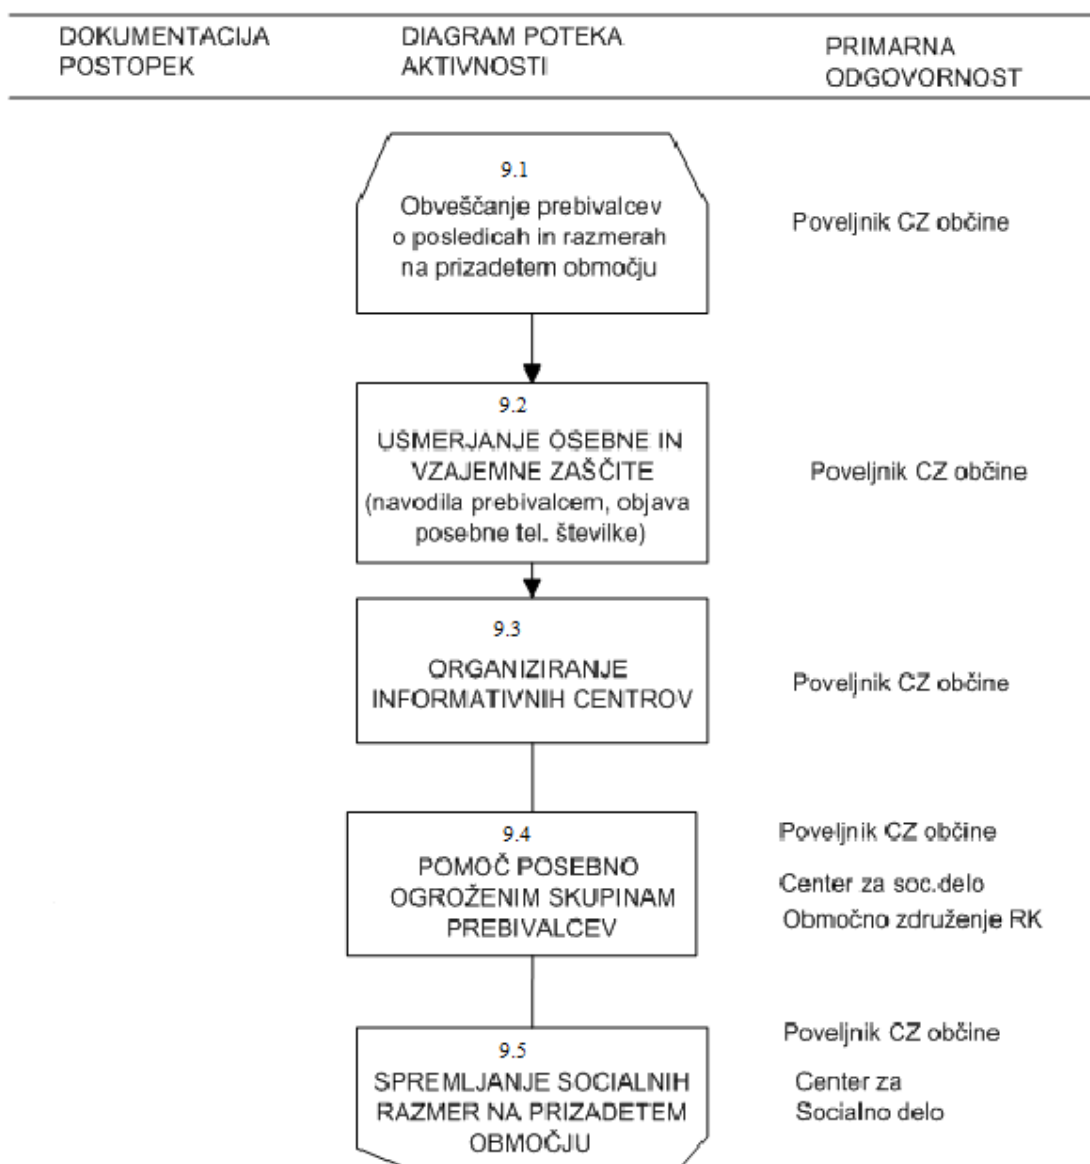 DOKUMENTACIJA
POSTOPEK
DIAGRAM POTEKA
AKTIVNOSTI
PRIMARNA
ODGOVORNOST
9.1
Obveščanje prebivalcev
o posledicah in razmerah
na prizadetem območju
Poveljnik CZ občine
9.2
USMERJANJE OSEBNE IN
VZAJEMNE ZAŠČITE
(navodila prebivalcem, objava
posebne tel. številke)
Poveljnik CZ občine
9.3
ORGANIZIRANJE
INFORMATIVNIH CENTROV
Poveljnik CZ občine
9.4
POMOČ POSEBNO
OGROŽENIM SKUPINAM
PREBIVALCEV
Poveljnik CZ občine
Center za soc.delo
Območno združenje RK
9.5
SPREMLJANJE SOCIALNIH
RAZMER NA PRIZADETEM
OBMOČJU
Poveljnik CZ občine
Center za
Socialno delo